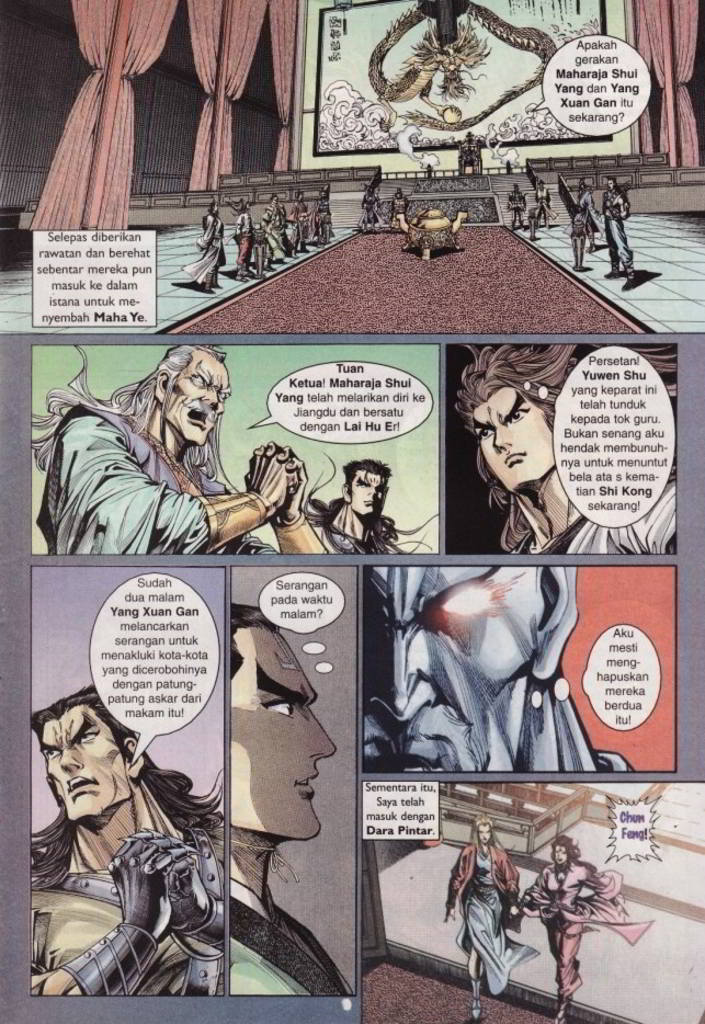 Apakah
gerakan
Maharaja Shui
Yang dan Yang
Xuan Gan itu
sekarang?
Selepas diberikan
rawatan dan berehat
sebentar mereka pun
masuk ke dalam
istana untuk me-
nyembah Maha Ye.
Tuan
Ketua! Maharaja Shui
Yang telah melarikan diri ke
Jiangdu dan bersatu
dengan Lai Hu Er!
Persetan!
Yuwen Shu
yang keparat ini
telah tunduk
kepada tok guru.
Bukan senang aku
hendak membunuh-
nya untuk menuntut
bela ata s kema-
tian Shi Kong
sekarang!
Sudah
dua malam
Yang Xuan Gan
melancarkan
serangan untuk
menakluki kota-kota
yang dicerobohinya
dengan patung-
patung askar dari
makam itu!
Serangan
pada waktu
malam?
Aku
mesti
meng-
hapuskan
mereka
berdua
itu!
Sementara itu,
Saya telah
masuk dengan
Dara Pintar.
Chun
Feng!